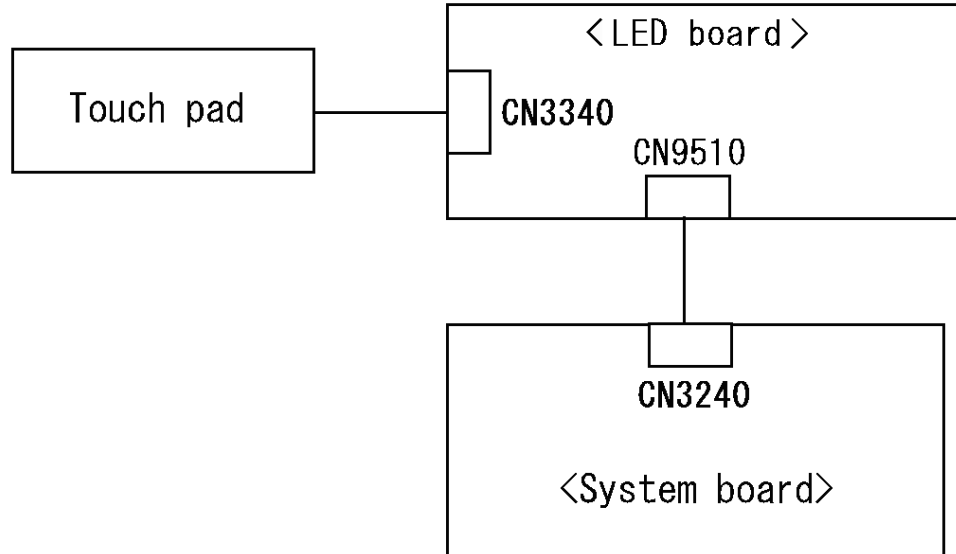 <LED board>
Touch pad
CN3340
CN9510
CN3240
<System board>